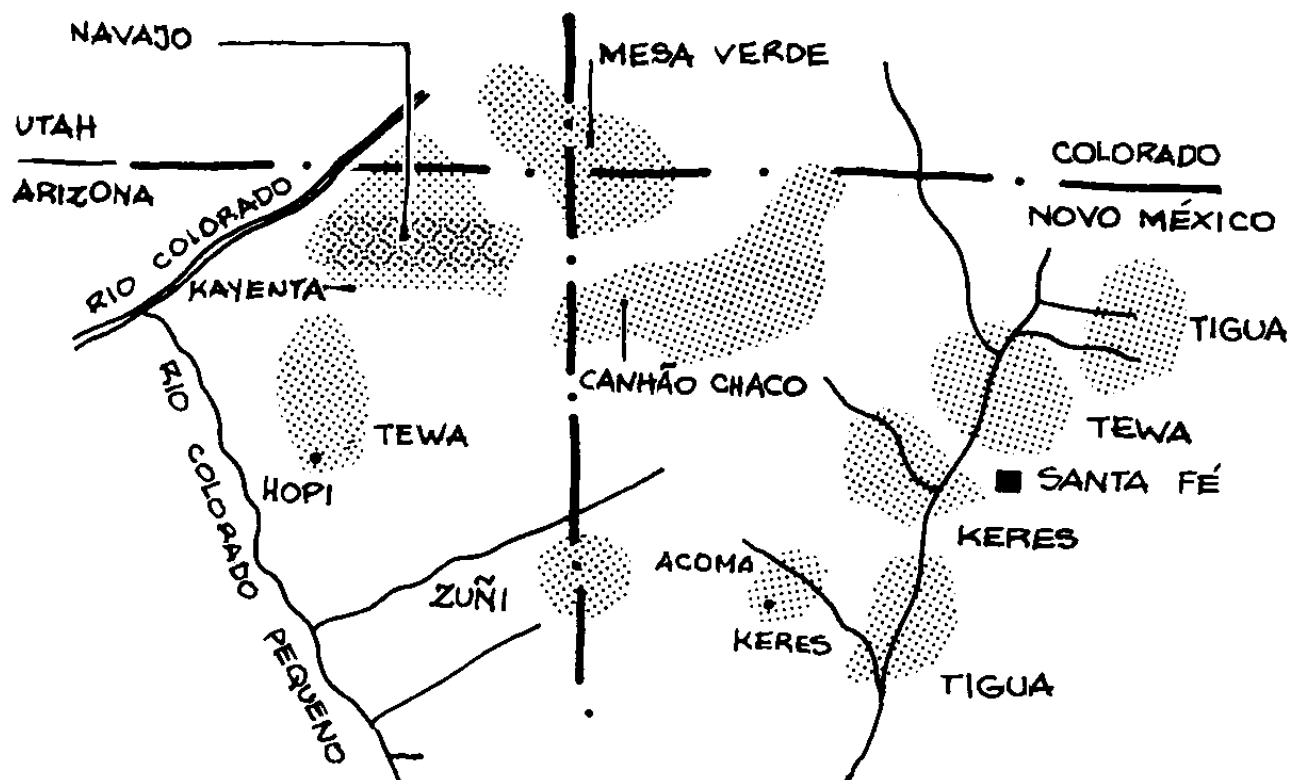 NAVAJO
MESA VERDE
UTAH
ARIZONA
COLORADO
NOVO MÉXICO
RIO COLORADO
KAYENTA
TIGUA
CANHÃO CHACO
TEWA
TEWA
HOPI
SANTA FÉ
KERES
RIO COLORADO PEQUENO
ZUÑI
ACOMA
KERES
TIGUA